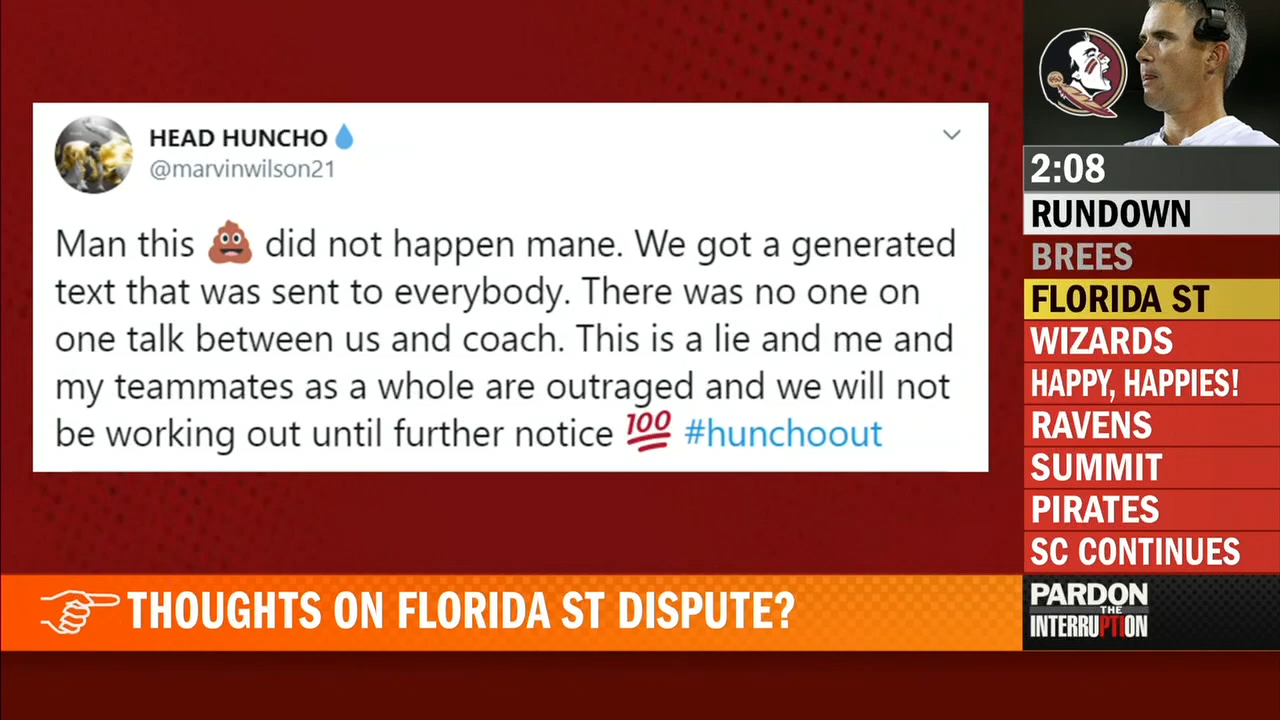 HEAD HUNCHO💧
@marvinwilson21
Man this 💩 did not happen mane. We got a generated
text that was sent to everybody. There was no one on
one talk between us and coach. This is a lie and me and
my teammates as a whole are outraged and we will not
be working out until further notice 💯 #hunchoout
THOUGHTS ON FLORIDA ST DISPUTE?
2:08
RUNDOWN
BREES
FLORIDA ST
WIZARDS
HAPPY, HAPPIES!
RAVENS
SUMMIT
PIRATES
SC CONTINUES
PARDON
THE
INTERRUPTION